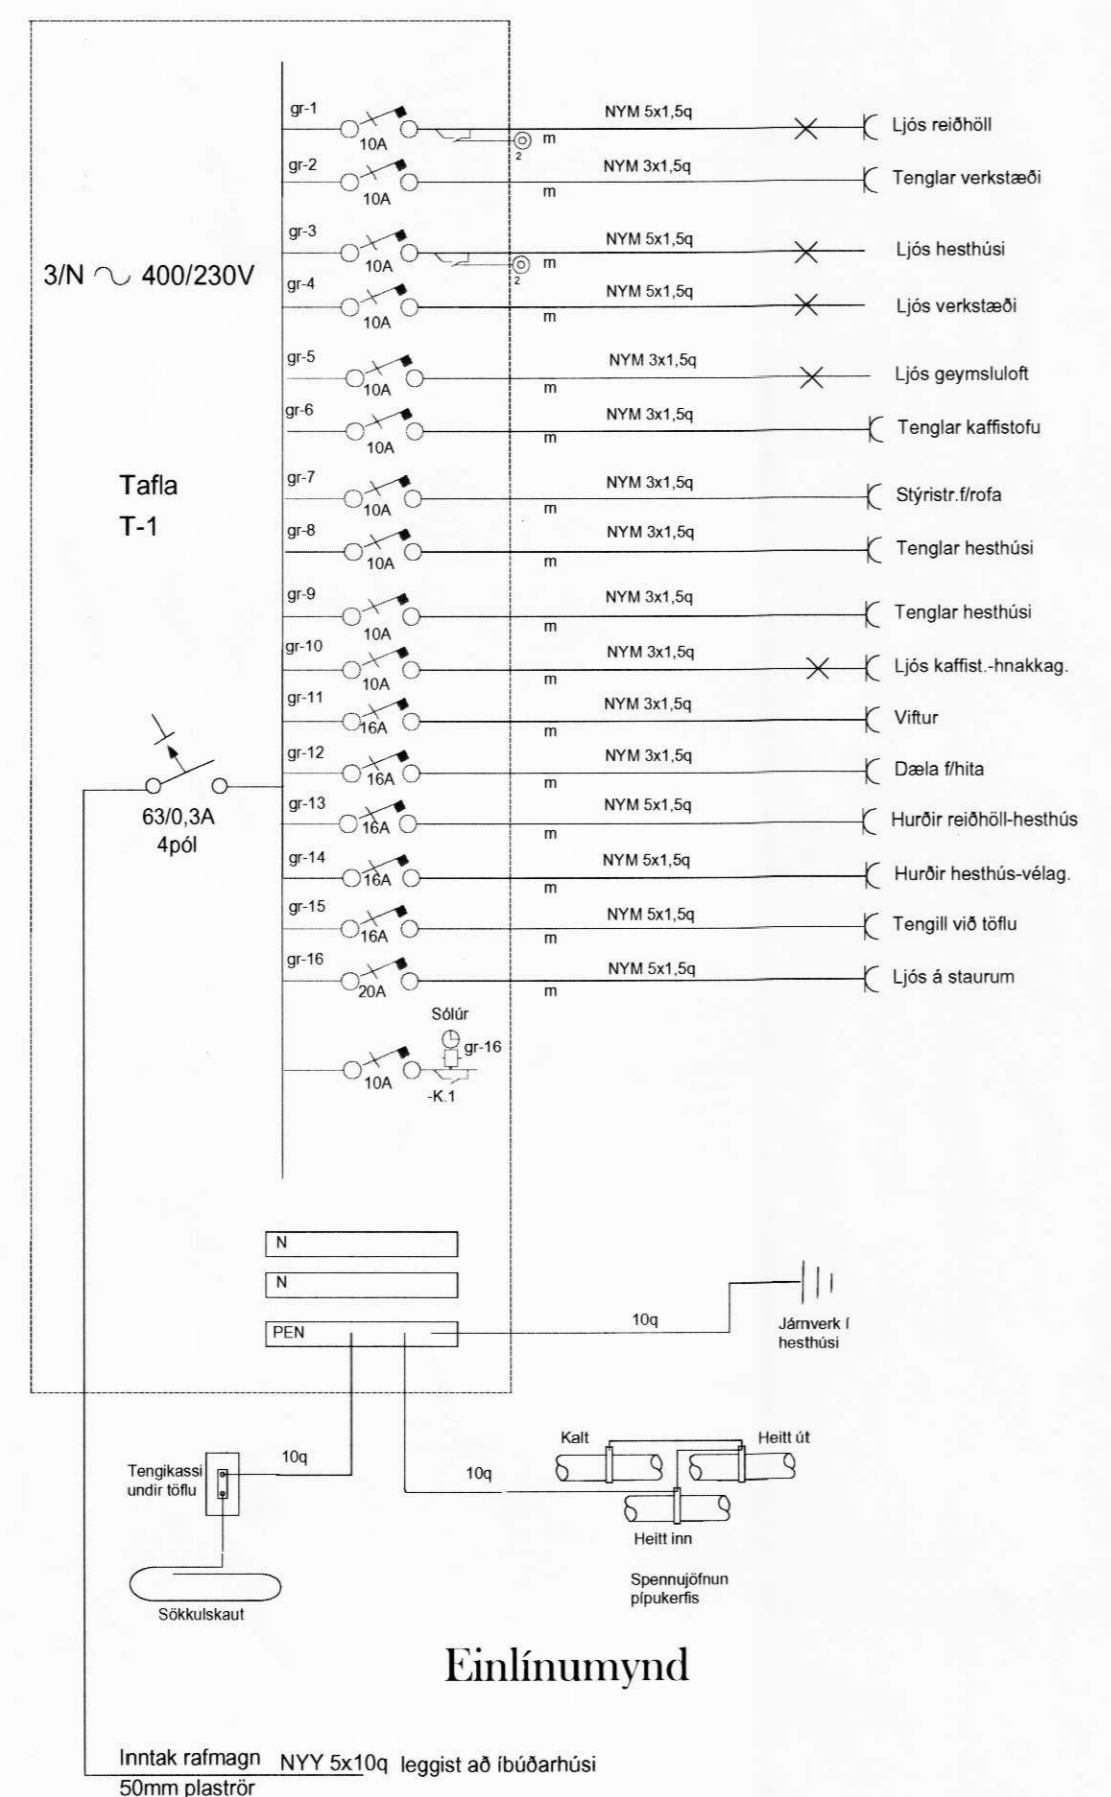 gr-1
10A
2
m
NYM 5x1,5q
Ljós reiðhöll
gr-2
10A
m
NYM 3x1,5q
Tenglar verkstæði
gr-3
10A
2
m
NYM 5x1,5q
Ljós hesthúsi
3/N 400/230V
gr-4
10A
m
NYM 5x1,5q
Ljós verkstæði
gr-5
10A
m
NYM 3x1,5q
Ljós geymsluloft
gr-6
10A
m
NYM 3x1,5q
Tenglar kaffistofu
Tafla
T-1
gr-7
10A
m
NYM 3x1,5q
Stýristr.f/rofa
gr-8
10A
m
NYM 3x1,5q
Tenglar hesthúsi
gr-9
10A
m
NYM 3x1,5q
Tenglar hesthúsi
gr-10
10A
m
NYM 3x1,5q
Ljós kaffist.-hnakkag.
gr-11
16A
m
NYM 3x1,5q
Viftur
gr-12
16A
m
NYM 3x1,5q
Dæla f/hita
63/0,3A
4pól
gr-13
16A
m
NYM 5x1,5q
Hurðir reiðhöll-hesthús
gr-14
16A
m
NYM 5x1,5q
Hurðir hesthús-vélag.
gr-15
16A
m
NYM 5x1,5q
Tengill við töflu
gr-16
20A
m
NYM 5x1,5q
Ljós á staurum
Sólúr
gr-16
10A
-K.1
N
N
PEN
10q
Járnverk í
hesthúsi
Tengikassi
undir töflu
10q
10q
Kalt
Heitt út
Heitt inn
Sökkulskaut
Spennujöfnun
pípukerfis
Einlínumynd
Inntak rafmagn NYY 5x10q leggist að íbúðarhúsi
50mm plaströr